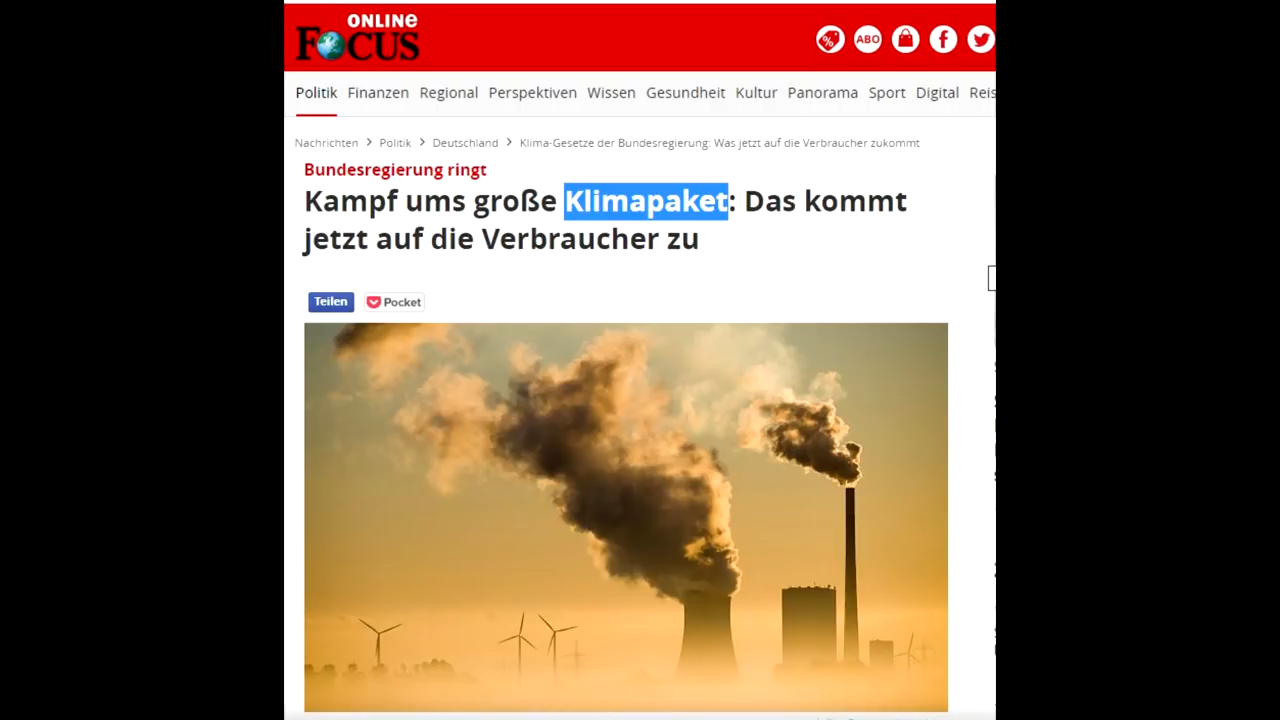 ONLINE
FOCUS
% ABO f
Politik Finanzen Regional Perspektiven Wissen Gesundheit Kultur Panorama Sport Digital Reis
Nachrichten > Politik > Deutschland > Klima-Gesetze der Bundesregierung: Was jetzt auf die Verbraucher zukommt
Bundesregierung ringt
Kampf ums große Klimapaket: Das kommt
jetzt auf die Verbraucher zu
Teilen Pocket